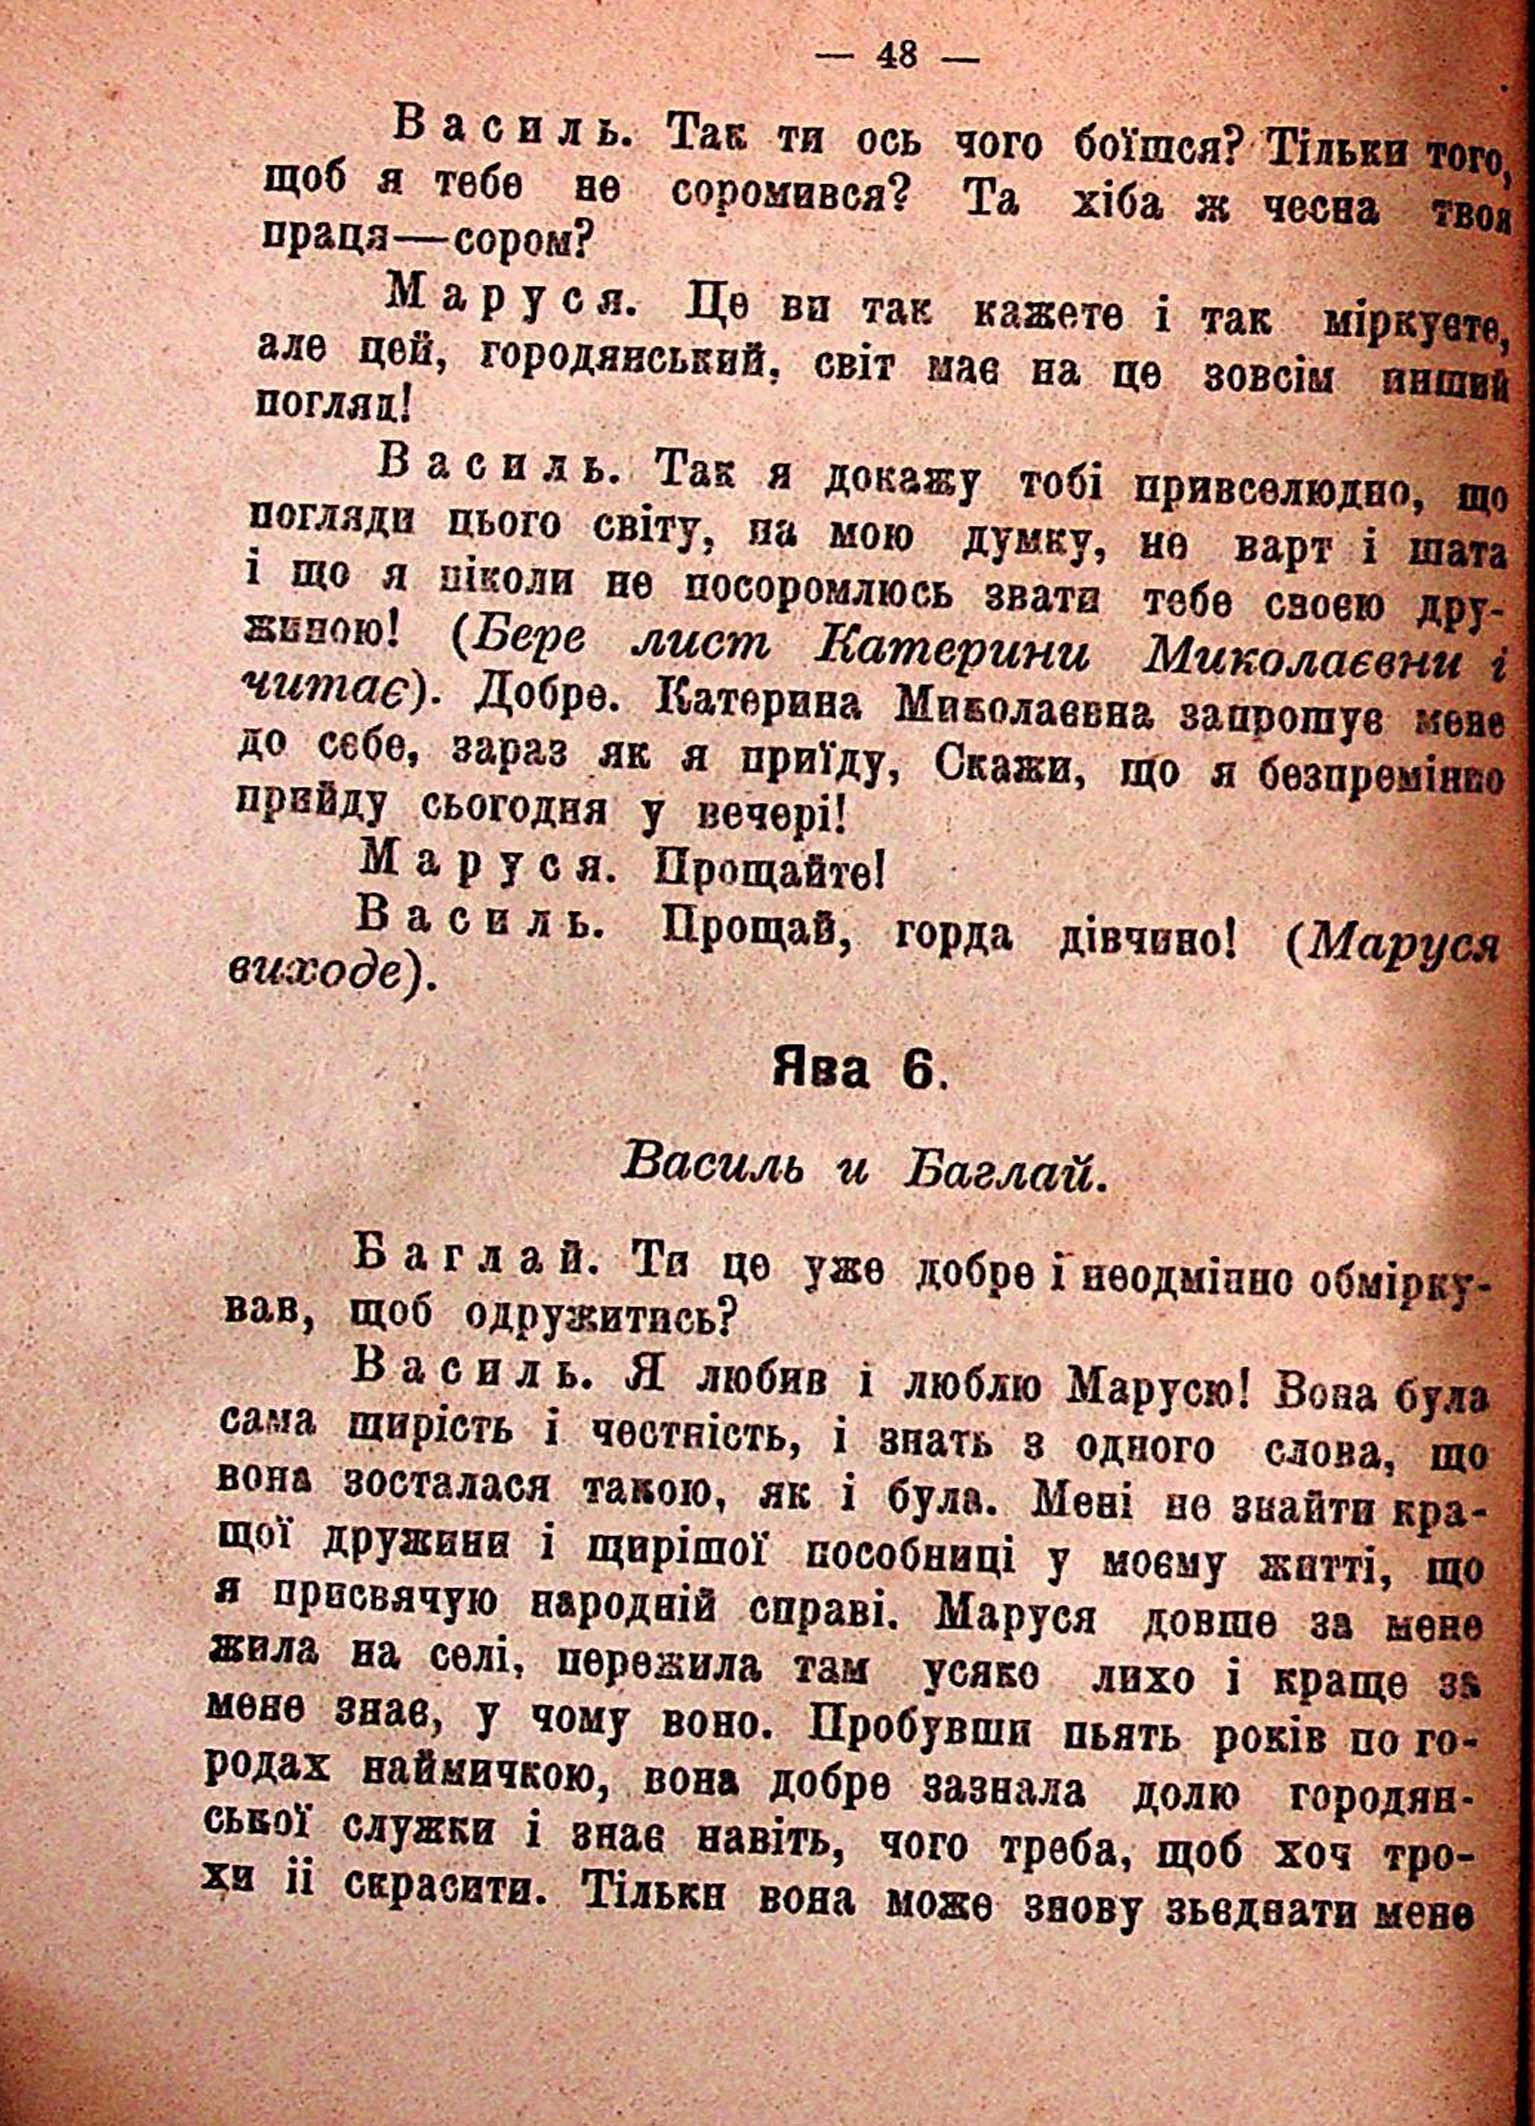 — 48 —
Василь. Так ти ось чого боїшся? Тільки того,
щоб я тебе не соромився? Та хіба ж чесна твоя
праця—сором?
Маруся. Це ви так кажете і так міркуєте,
але цей, городянський, світ має на це зовсім инший
погляд!
Василь. Так я докажу тобі привселюдно, що
погляди цього світу, на мою думку, не варт і шага
і що я ніколи не посоромлюсь звати тебе своєю дру-
жиною! (Бере лист Катерини Миколаєвни і
читає). Добре. Катерина Миколаєвна запрошує мене
до себе, зараз як я приїду, Скажи, що я безпремінно
прийду сьогодня у вечері!
Маруся. Прощайте!
Василь. Прощай, горда дівчино! (Маруся
виходе).
Ява 6.
Василь и Баглай.
Баглай. Ти це уже добре і неодмінно обмірку-
вав, щоб одружитись?
Василь. Я любив і люблю Марусю! Вона була
сама щирість і честність, і знать з одного слова, що
вона зосталася такою, як і була. Мені не знайти кра-
щої дружини і щирішої пособниці у моєму житті, що
я присвячую народній справі. Маруся довше за мене
жила на селі, пережила там усяке лихо і краще за
мене знає, у чому воно. Пробувши пьять років по го-
родах наймичкою, вона добре зазнала долю городян-
ської служки і знає навіть, чого треба, щоб хоч тро-
хи іі скрасити. Тільки вона може знову зьєднати мене